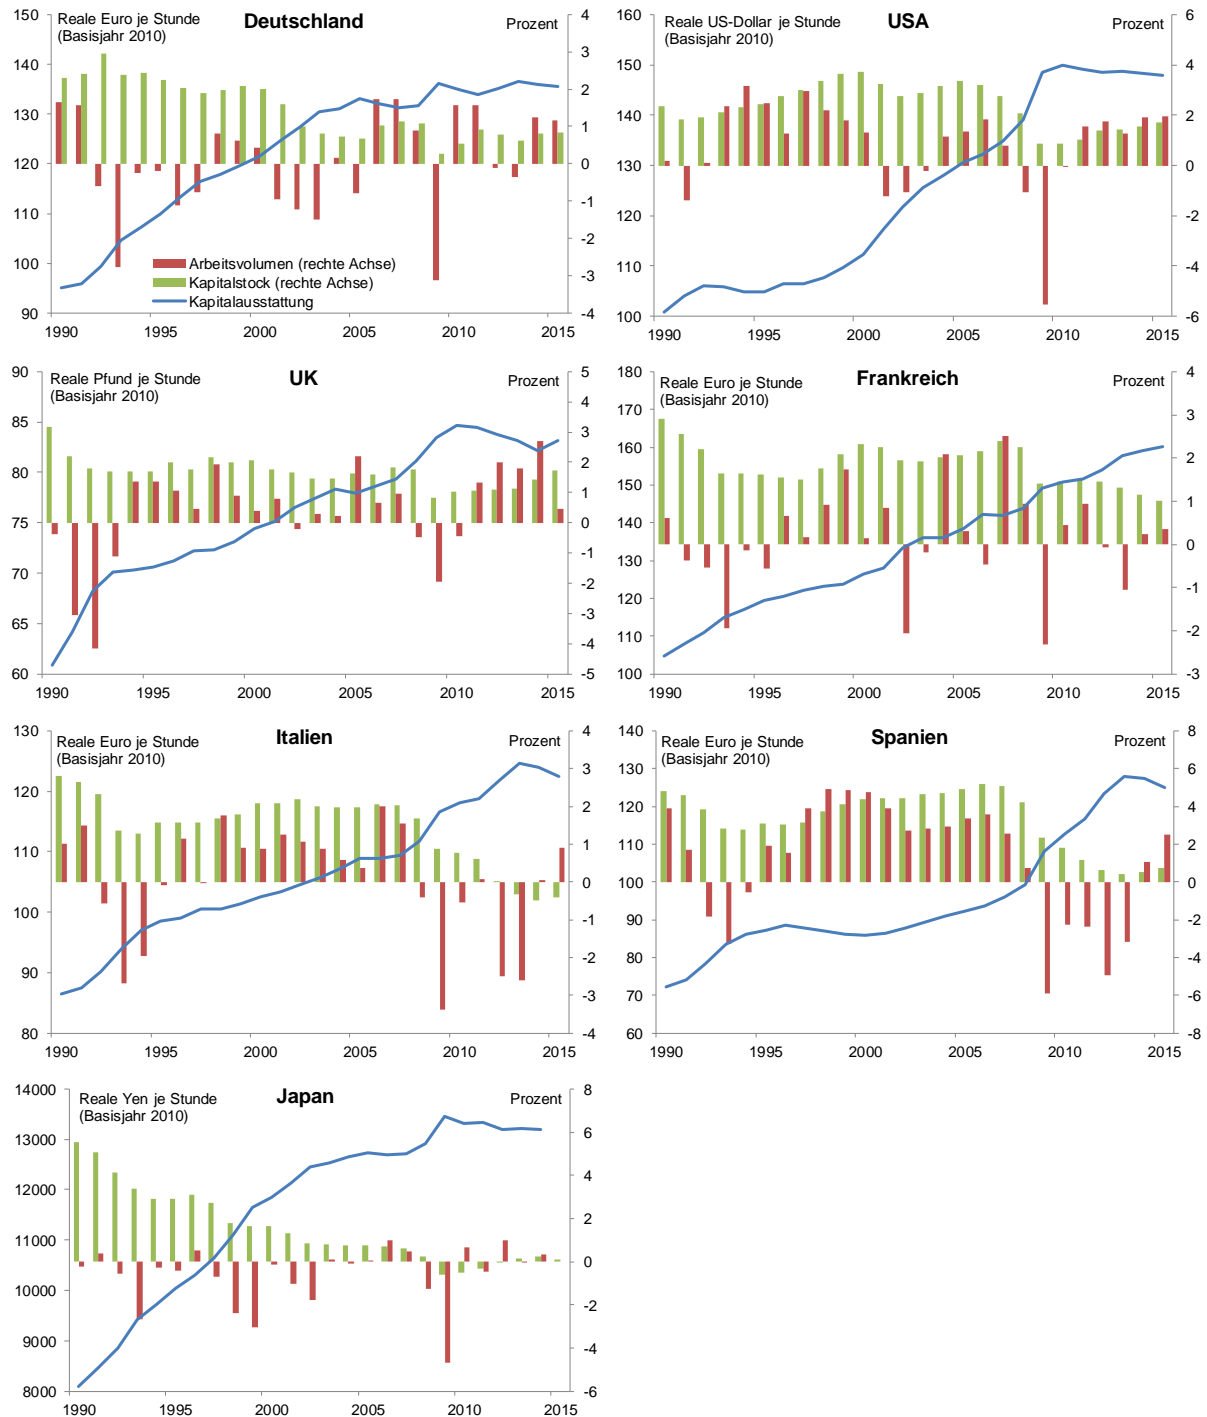 Deutschland
Reale Euro je Stunde
(Basisjahr 2010)
Prozent
140
130
120
110
100
90
4
3
2
1
0
-1
-2
-3
-4
Arbeitsvolumen (rechte Achse)
Kapitalstock (rechte Achse)
Kapitalausstattung
1990 1995 2000 2005 2010 2015
USA
Reale US-Dollar je Stunde
(Basisjahr 2010)
Prozent
160
150
140
130
120
110
100
6
4
2
0
-2
-4
-6
1990 1995 2000 2005 2010 2015
UK
Reale Pfund je Stunde
(Basisjahr 2010)
Prozent
90
85
80
75
70
65
60
5
4
3
2
1
0
-1
-2
-3
-4
-5
1990 1995 2000 2005 2010 2015
Frankreich
Reale Euro je Stunde
(Basisjahr 2010)
Prozent
180
170
160
150
140
130
120
110
100
4
3
2
1
0
-1
-2
-3
1990 1995 2000 2005 2010 2015
Italien
Reale Euro je Stunde
(Basisjahr 2010)
Prozent
130
120
110
100
90
80
4
3
2
1
0
-1
-2
-3
-4
1990 1995 2000 2005 2010 2015
Spanien
Reale Euro je Stunde
(Basisjahr 2010)
Prozent
140
130
120
110
100
90
80
70
60
8
6
4
2
0
-2
-4
-6
-8
1990 1995 2000 2005 2010 2015
Japan
Reale Yen je Stunde
(Basisjahr 2010)
Prozent
14000
13000
12000
11000
10000
9000
8000
8
6
4
2
0
-2
-4
-6
1990 1995 2000 2005 2010 2015